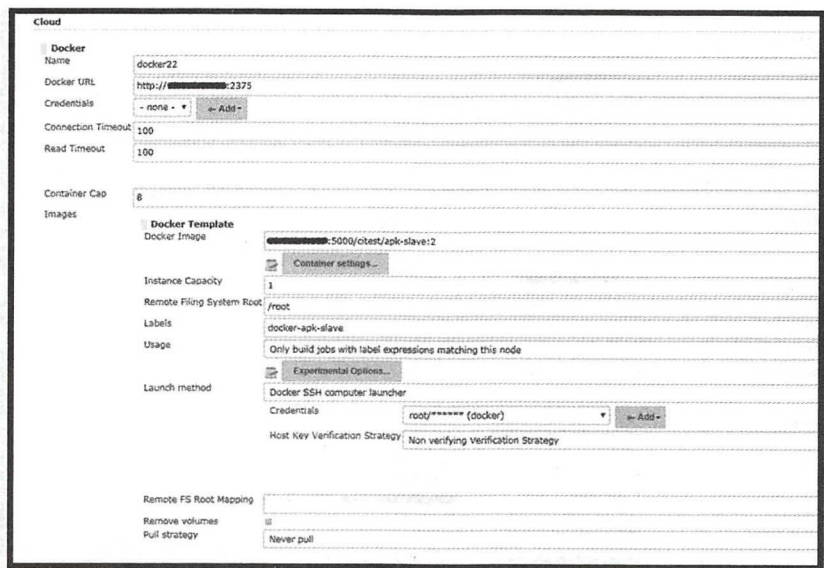 Cloud
Docker
Name docker22
Docker URL http:// :2375
Credentials - none - Add
Connection Timeout 100
Read Timeout 100
Container Cap 8
Images
Docker Template
Docker Image :5000/citest/apk-slave:2
Container settings...
Instance Capacity 1
Remote Filing System Root /root
Labels docker-apk-slave
Usage Only build jobs with label expressions matching this node
Experimental Options...
Launch method Docker SSH computer launcher
Credentials root/****** (docker) Add
Host Key Verification Strategy Non verifying Verification Strategy
Remote FS Root Mapping
Remove volumes
Pull strategy Never pull